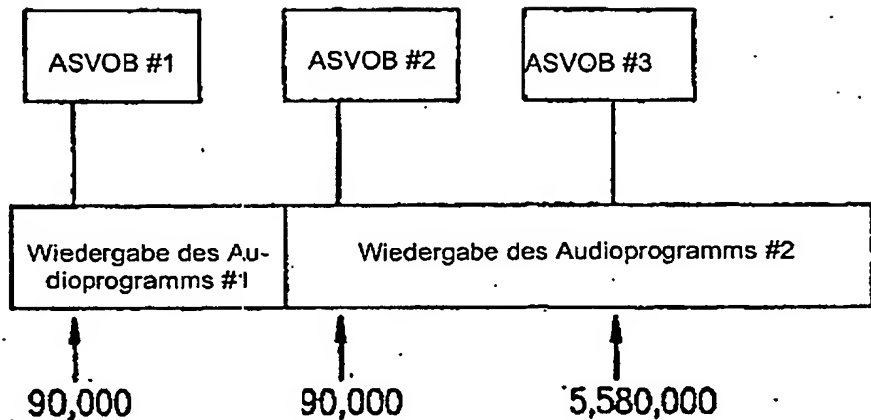 ASVOB #1
ASVOB #2
ASVOB #3
Wiedergabe des Au-
dioprogramms #1
Wiedergabe des Audioprogramms #2
90,000
90,000
5,580,000